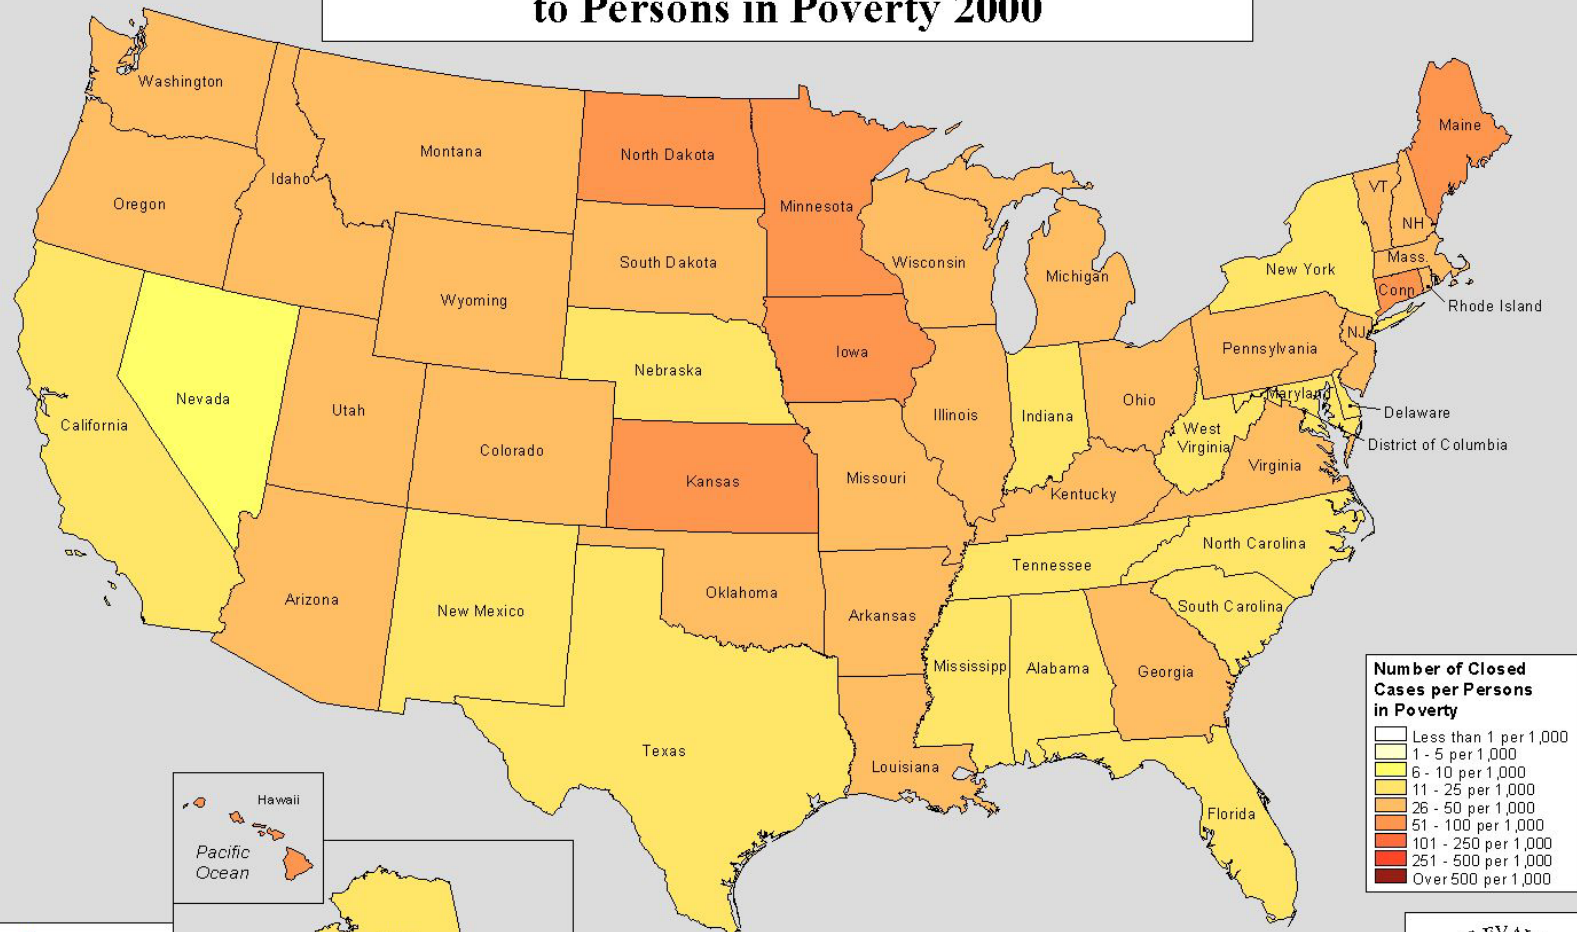 to Persons in Poverty 2000
Washington
Maine
Montana
North Dakota
Idaho
VT
Oregon
Minnesota
NH
South Dakota
Wisconsin
Mass.
New York
Michigan
Conn.
Wyoming
Rhode Island
NJ
Iowa
Pennsylvania
Nebraska
Nevada
Utah
Ohio
Maryland
Delaware
California
Illinois
Indiana
West
Virginia
District of Columbia
Colorado
Virginia
Kansas
Missouri
Kentucky
North Carolina
Tennessee
Arizona
New Mexico
Oklahoma
Arkansas
South Carolina
Mississipp
Alabama
Georgia
Texas
Louisiana
Florida
Hawaii
Pacific
Ocean
Number of Closed
Cases per Persons
in Poverty
Less than 1 per 1,000
1 - 5 per 1,000
6 - 10 per 1,000
11 - 25 per 1,000
26 - 50 per 1,000
51 - 100 per 1,000
101 - 250 per 1,000
251 - 500 per 1,000
Over 500 per 1,000